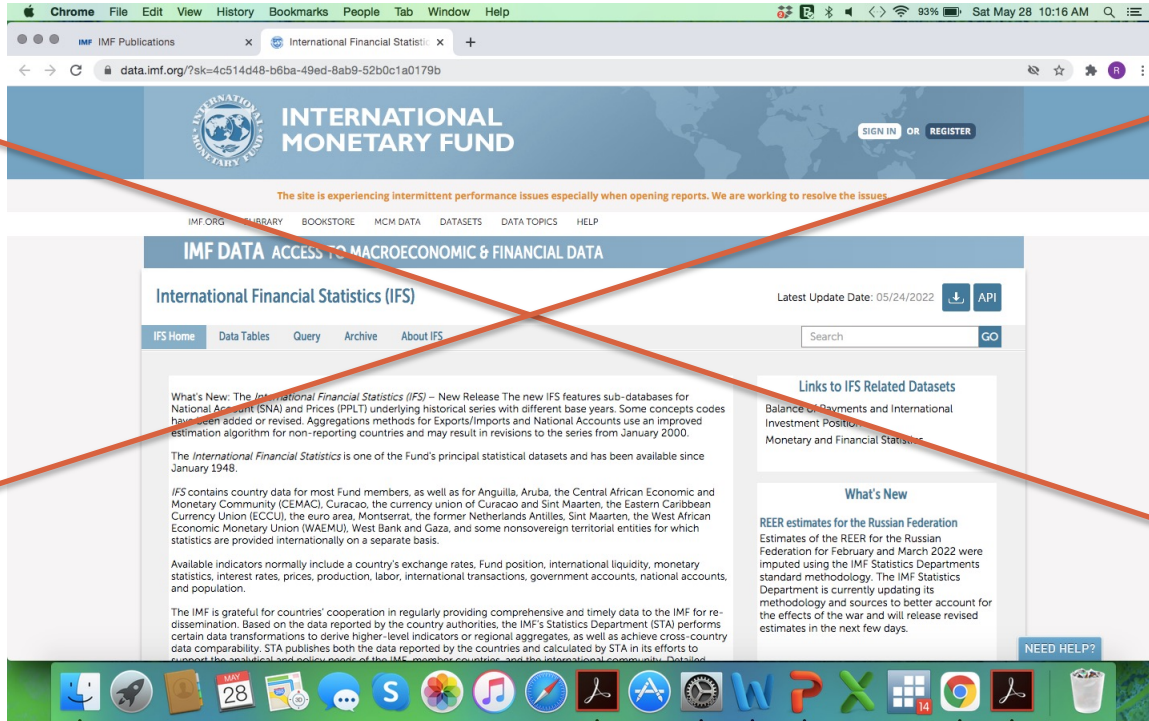 Chrome File Edit View History Bookmarks People Tab Window Help 93% Sat May 28 10:16 AM
IMF IMF Publications International Financial Statistic
data.imf.org/?sk=4c514d48-b6ba-49ed-8ab9-52b0c1a0179b R
INTERNATIONAL
MONETARY FUND
SIGN IN OR REGISTER
The site is experiencing intermittent performance issues especially when opening reports. We are working to resolve the issues
IMF.ORG BOOKSTORE MCM DATA DATASETS DATA TOPICS HELP
IMF DATA ACCESS TO MACROECONOMIC & FINANCIAL DATA
International Financial Statistics (IFS)
Latest Update Date: 05/24/2022 API
IFS Home Data Tables Query Archive About IFS
Search GO
What's New: The International Financial Statistics (IFS) – New Release The new IFS features sub-databases for
National Account (SNA) and Prices (PPLT) underlying historical series with different base years. Some concepts codes
have been added or revised. Aggregations methods for Exports/Imports and National Accounts use an improved
estimation algorithm for non-reporting countries and may result in revisions to the series from January 2000.
The International Financial Statistics is one of the Fund's principal statistical datasets and has been available since
January 1948.
IFS contains country data for most Fund members, as well as for Anguilla, Aruba, the Central African Economic and
Monetary Community (CEMAC), Curacao, the currency union of Curacao and Sint Maarten, the Eastern Caribbean
Currency Union (ECCU), the euro area, Montserrat, the former Netherlands Antilles, Sint Maarten, the West African
Economic Monetary Union (WAEMU), West Bank and Gaza, and some nonsovereign territorial entities for which
statistics are provided internationally on a separate basis.
Available indicators normally include a country's exchange rates, Fund position, international liquidity, monetary
statistics, interest rates, prices, production, labor, international transactions, government accounts, national accounts,
and population.
The IMF is grateful for countries' cooperation in regularly providing comprehensive and timely data to the IMF for re-
dissemination. Based on the data reported by the country authorities, the IMF's Statistics Department (STA) performs
certain data transformations to derive higher-level indicators or regional aggregates, as well as achieve cross-country
data comparability. STA publishes both the data reported by the countries and calculated by STA in its efforts to
support the analytical and policy needs of the IMF, member countries, and the international community. Detailed
Links to IFS Related Datasets
Balance of Payments and International
Investment Position
Monetary and Financial Statistics
What's New
REER estimates for the Russian Federation
Estimates of the REER for the Russian
Federation for February and March 2022 were
imputed using the IMF Statistics Departments
standard methodology. The IMF Statistics
Department is currently updating its
methodology and sources to better account for
the effects of the war and will release revised
estimates in the next few days.
NEED HELP?
MAY
28
14